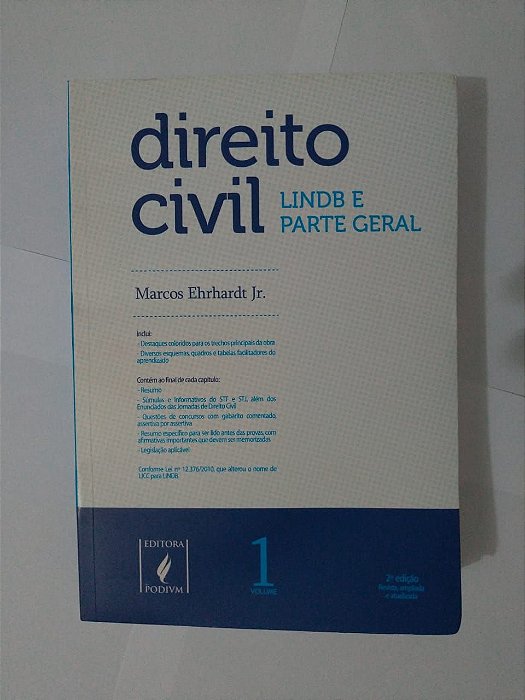 direito
civil
LINDB E
PARTE GERAL
Marcos Ehrhardt Jr.
Inclui:
- Destaques coloridos para os trechos principais da obra
- Diversos esquemas, quadros e tabelas facilitadores do
aprendizado
Contém ao final de cada capítulo:
- Resumo
- Súmulas e Informativos do STF e STJ, além dos
Enunciados das Jornadas de Direito Civil
- Questões de concursos com gabarito comentado,
assertiva por assertiva
- Resumo específico para ser lido antes das provas, com
afirmativas importantes que devem ser memorizadas
- Legislação aplicável
Conforme Lei nº 12.376/2010, que alterou o nome de
LICC para LINDB
EDITORA
PODIVM
1
VOLUME
2ª edição
Revista, ampliada
e atualizada